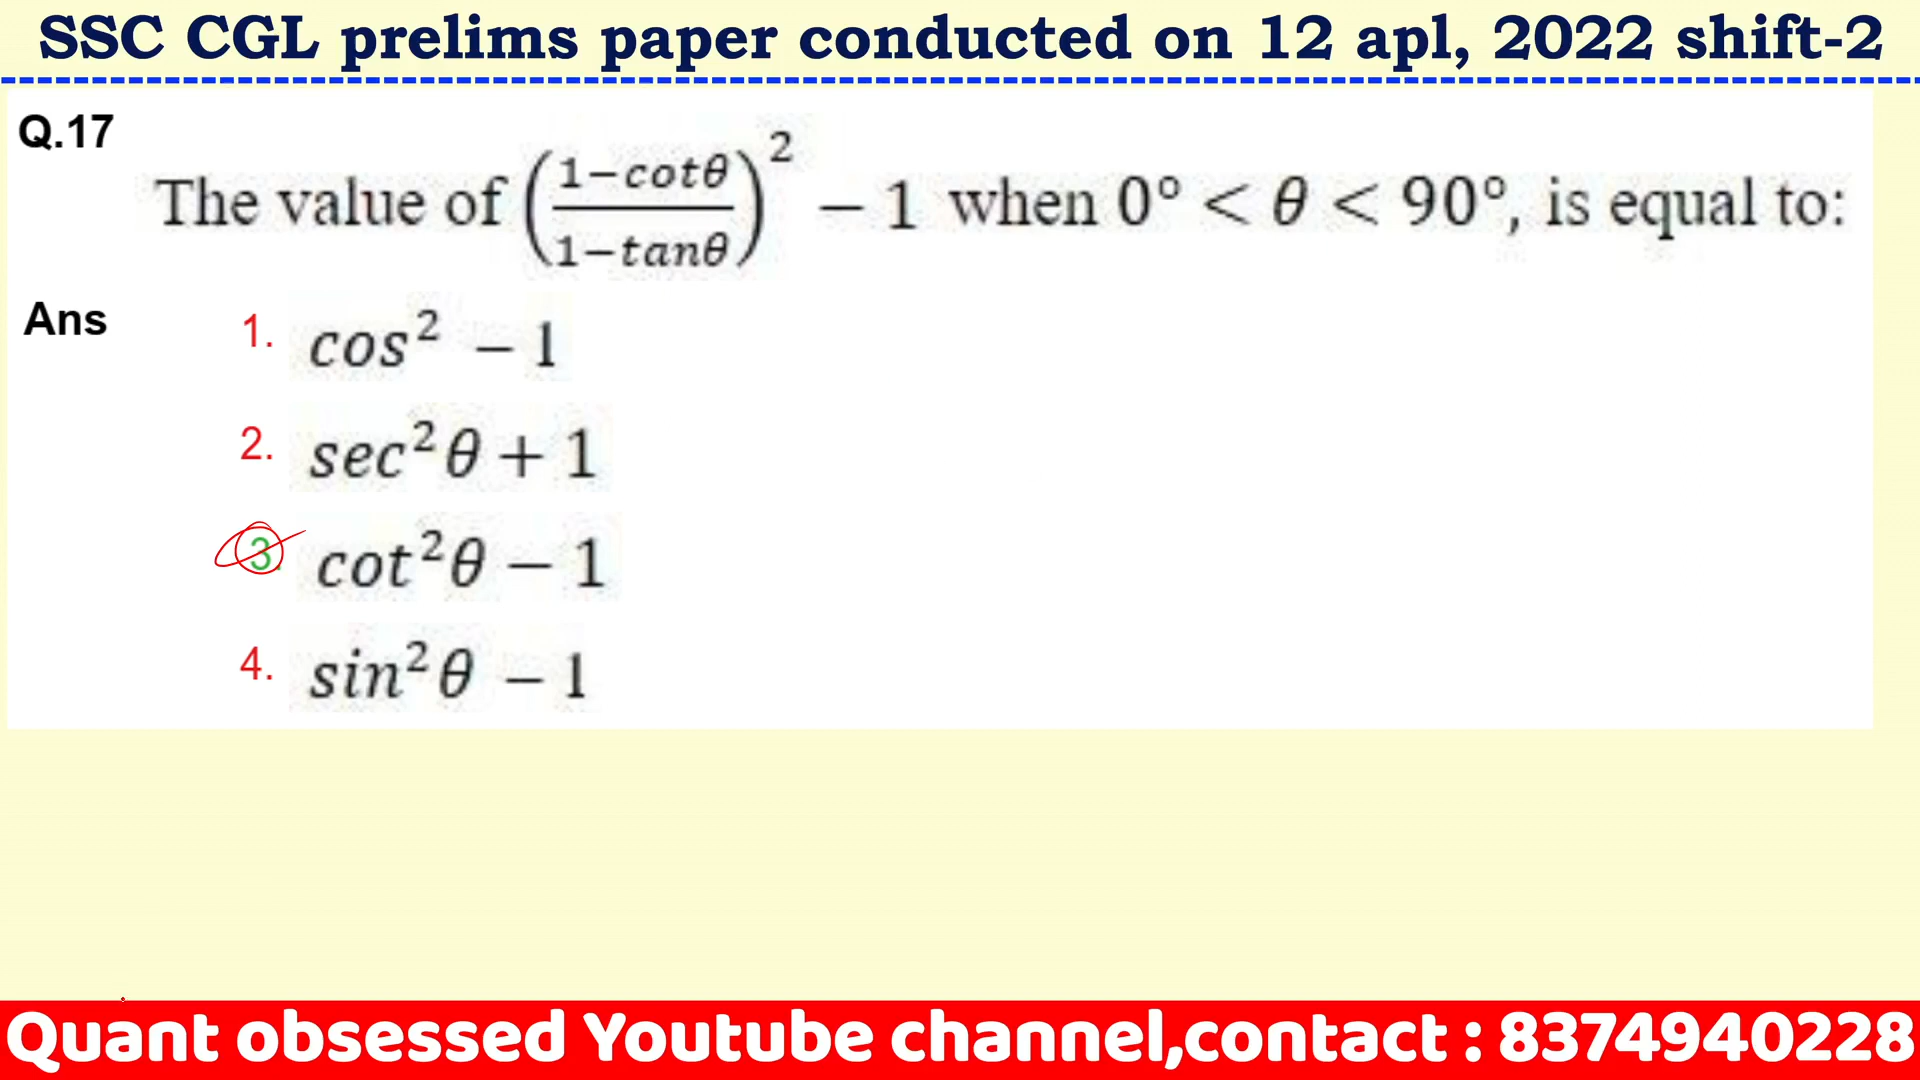 SSC CGL prelims paper conducted on 12 apl, 2022 shift-2
Q.17
The value of (1−cotθ / 1−tanθ)² − 1 when 0° < θ < 90°, is equal to:
Ans 1. cos² − 1
2. sec²θ + 1
3. cot²θ − 1
4. sin²θ − 1
Quant obsessed Youtube channel,contact : 8374940228